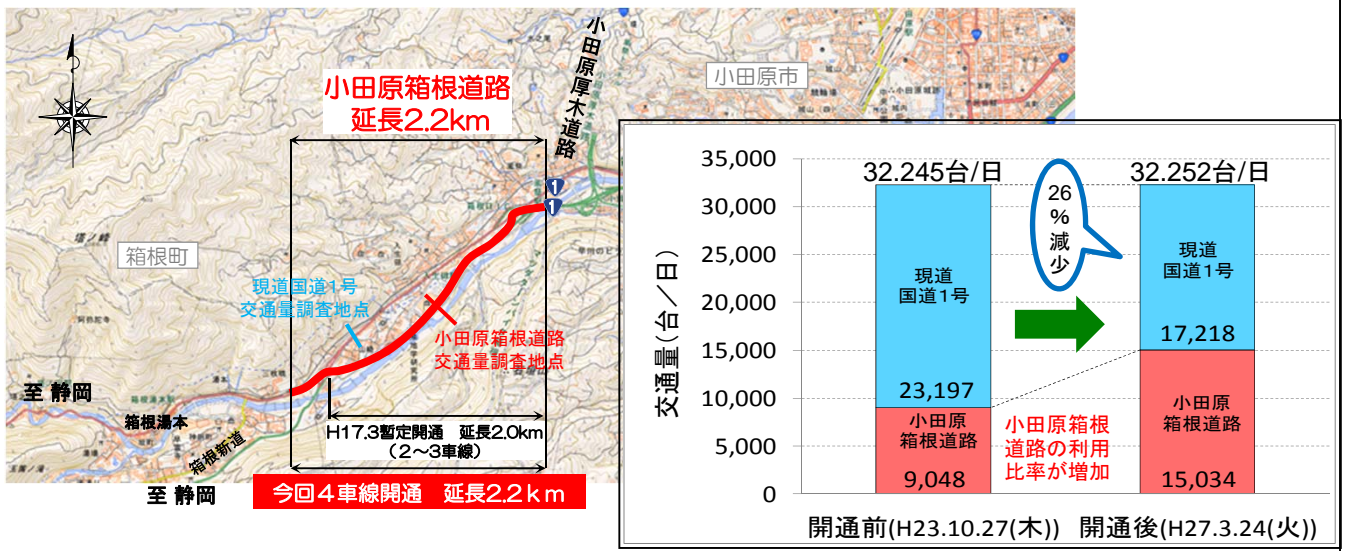 小田原厚木道路
小田原市
小田原箱根道路
延長2.2km
1
1
箱根町
塔ノ峰
現道国道1号
交通量調査地点
小田原箱根道路
交通量調査地点
至 静岡
箱根湯本
箱根新道
至 静岡
H17.3暫定開通 延長2.0km
(2~3車線)
今回4車線開通 延長2.2km
交通量(台/日)
35,000
30,000
25,000
20,000
15,000
10,000
5,000
0
32.245台/日
32.252台/日
26%減少
現道
国道1号
23,197
小田原
箱根道路
9,048
現道
国道1号
17,218
小田原
箱根道路
15,034
小田原箱根
道路の利用
比率が増加
開通前(H23.10.27(木))
開通後(H27.3.24(火))